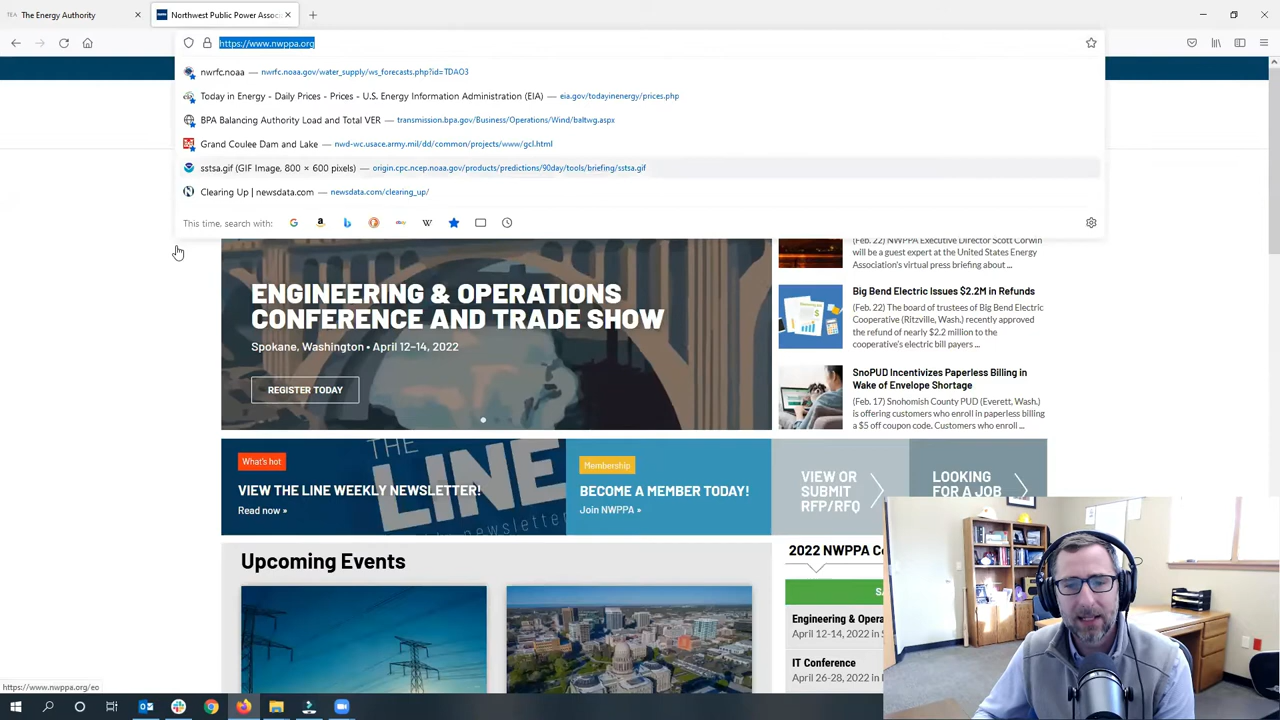 TEA The Energy Authority
Northwest Public Power Associ
https://www.nwppa.org
nwrfc.noaa — nwrfc.noaa.gov/water_supply/ws_forecasts.php?id=TDAO3
Today in Energy - Daily Prices - Prices - U.S. Energy Information Administration (EIA) — eia.gov/todayinenergy/prices.php
BPA Balancing Authority Load and Total VER — transmission.bpa.gov/Business/Operations/Wind/baltwg.aspx
Grand Coulee Dam and Lake — nwd-wc.usace.army.mil/dd/common/projects/www/gcl.html
sstsa.gif (GIF Image, 800 × 600 pixels) — origin.cpc.ncep.noaa.gov/products/predictions/90day/tools/briefing/sstsa.gif
Clearing Up | newsdata.com — newsdata.com/clearing_up/
This time, search with:
ENGINEERING & OPERATIONS
CONFERENCE AND TRADE SHOW
Spokane, Washington • April 12–14, 2022
REGISTER TODAY
(Feb. 22) NWPPA Executive Director Scott Corwin
will be a guest expert at the United States Energy
Association's virtual press briefing about ...
Big Bend Electric Issues $2.2M in Refunds
(Feb. 22) The board of trustees of Big Bend Electric
Cooperative (Ritzville, Wash.) recently approved
the refund of nearly $2.2 million to the
cooperative's electric bill payers ...
SnoPUD Incentivizes Paperless Billing in
Wake of Envelope Shortage
(Feb. 17) Snohomish County PUD (Everett, Wash.)
is offering customers who enroll in paperless billing
a $5 off coupon code. Customers who enroll ...
What's hot
VIEW THE LINE WEEKLY NEWSLETTER!
Read now »
THE
LINE
newsletter
Membership
BECOME A MEMBER TODAY!
Join NWPPA »
VIEW OR
SUBMIT
RFP/RFQ
LOOKING
FOR A JOB
Upcoming Events
2022 NWPPA Co
Engineering & Opera
April 12-14, 2022 in S
IT Conference
April 26-28, 2022 in
https://www.nwppa.org/eo